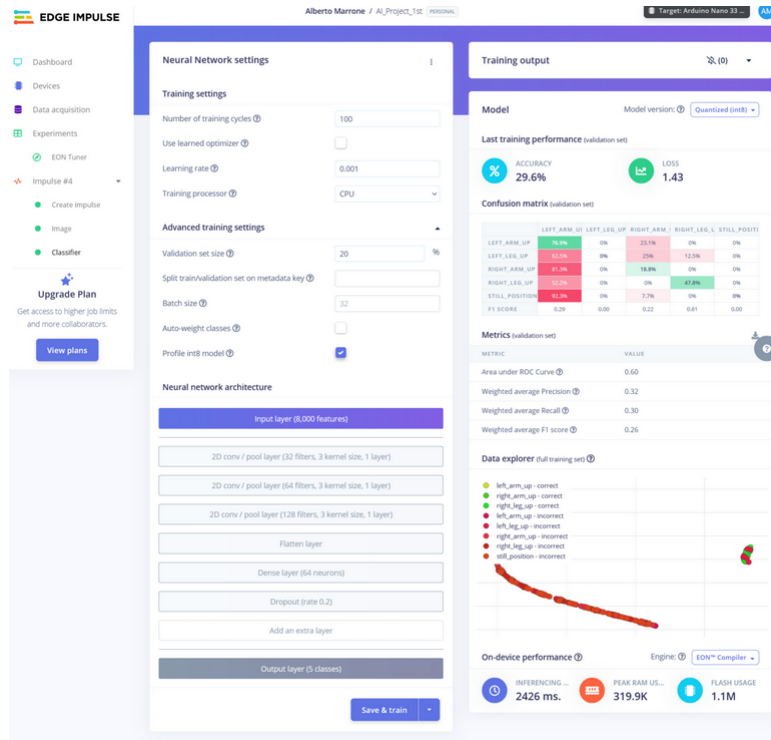 EDGE IMPULSE
Alberto Marrone / AI_Project_1st PERSONAL
Target: Arduino Nano 33 ...
AM
Dashboard
Devices
Data acquisition
Experiments
EON Tuner
Impulse #4
Create impulse
Image
Classifier
Upgrade Plan
Get access to higher job limits
and more collaborators.
View plans
Neural Network settings
Training settings
Number of training cycles 100
Use learned optimizer
Learning rate 0.001
Training processor CPU
Advanced training settings
Validation set size 20 %
Split train/validation set on metadata key
Batch size 32
Auto-weight classes
Profile int8 model
Neural network architecture
Input layer (8,000 features)
2D conv / pool layer (32 filters, 3 kernel size, 1 layer)
2D conv / pool layer (64 filters, 3 kernel size, 1 layer)
2D conv / pool layer (128 filters, 3 kernel size, 1 layer)
Flatten layer
Dense layer (64 neurons)
Dropout (rate 0.2)
Add an extra layer
Output layer (5 classes)
Save & train
Training output (0)
Model Model version: Quantized (int8)
Last training performance (validation set)
ACCURACY
29.6%
LOSS
1.43
Confusion matrix (validation set)
LEFT_ARM_UI LEFT_LEG_UP RIGHT_ARM_ RIGHT_LEG_L STILL_POSITI
LEFT_ARM_UP 76.9% 0% 23.1% 0% 0%
LEFT_LEG_UP 62.5% 0% 25% 12.5% 0%
RIGHT_ARM_UP 81.3% 0% 18.8% 0% 0%
RIGHT_LEG_UP 52.2% 0% 0% 47.8% 0%
STILL_POSITION 92.3% 0% 7.7% 0% 0%
F1 SCORE 0.29 0.00 0.22 0.61 0.00
Metrics (validation set)
METRIC VALUE
Area under ROC Curve 0.60
Weighted average Precision 0.32
Weighted average Recall 0.30
Weighted average F1 score 0.26
Data explorer (full training set)
left_arm_up - correct
right_arm_up - correct
right_leg_up - correct
left_arm_up - incorrect
left_leg_up - incorrect
right_arm_up - incorrect
right_leg_up - incorrect
still_position - incorrect
On-device performance Engine: EON™ Compiler
INFERENCING ...
2426 ms.
PEAK RAM US...
319.9K
FLASH USAGE
1.1M